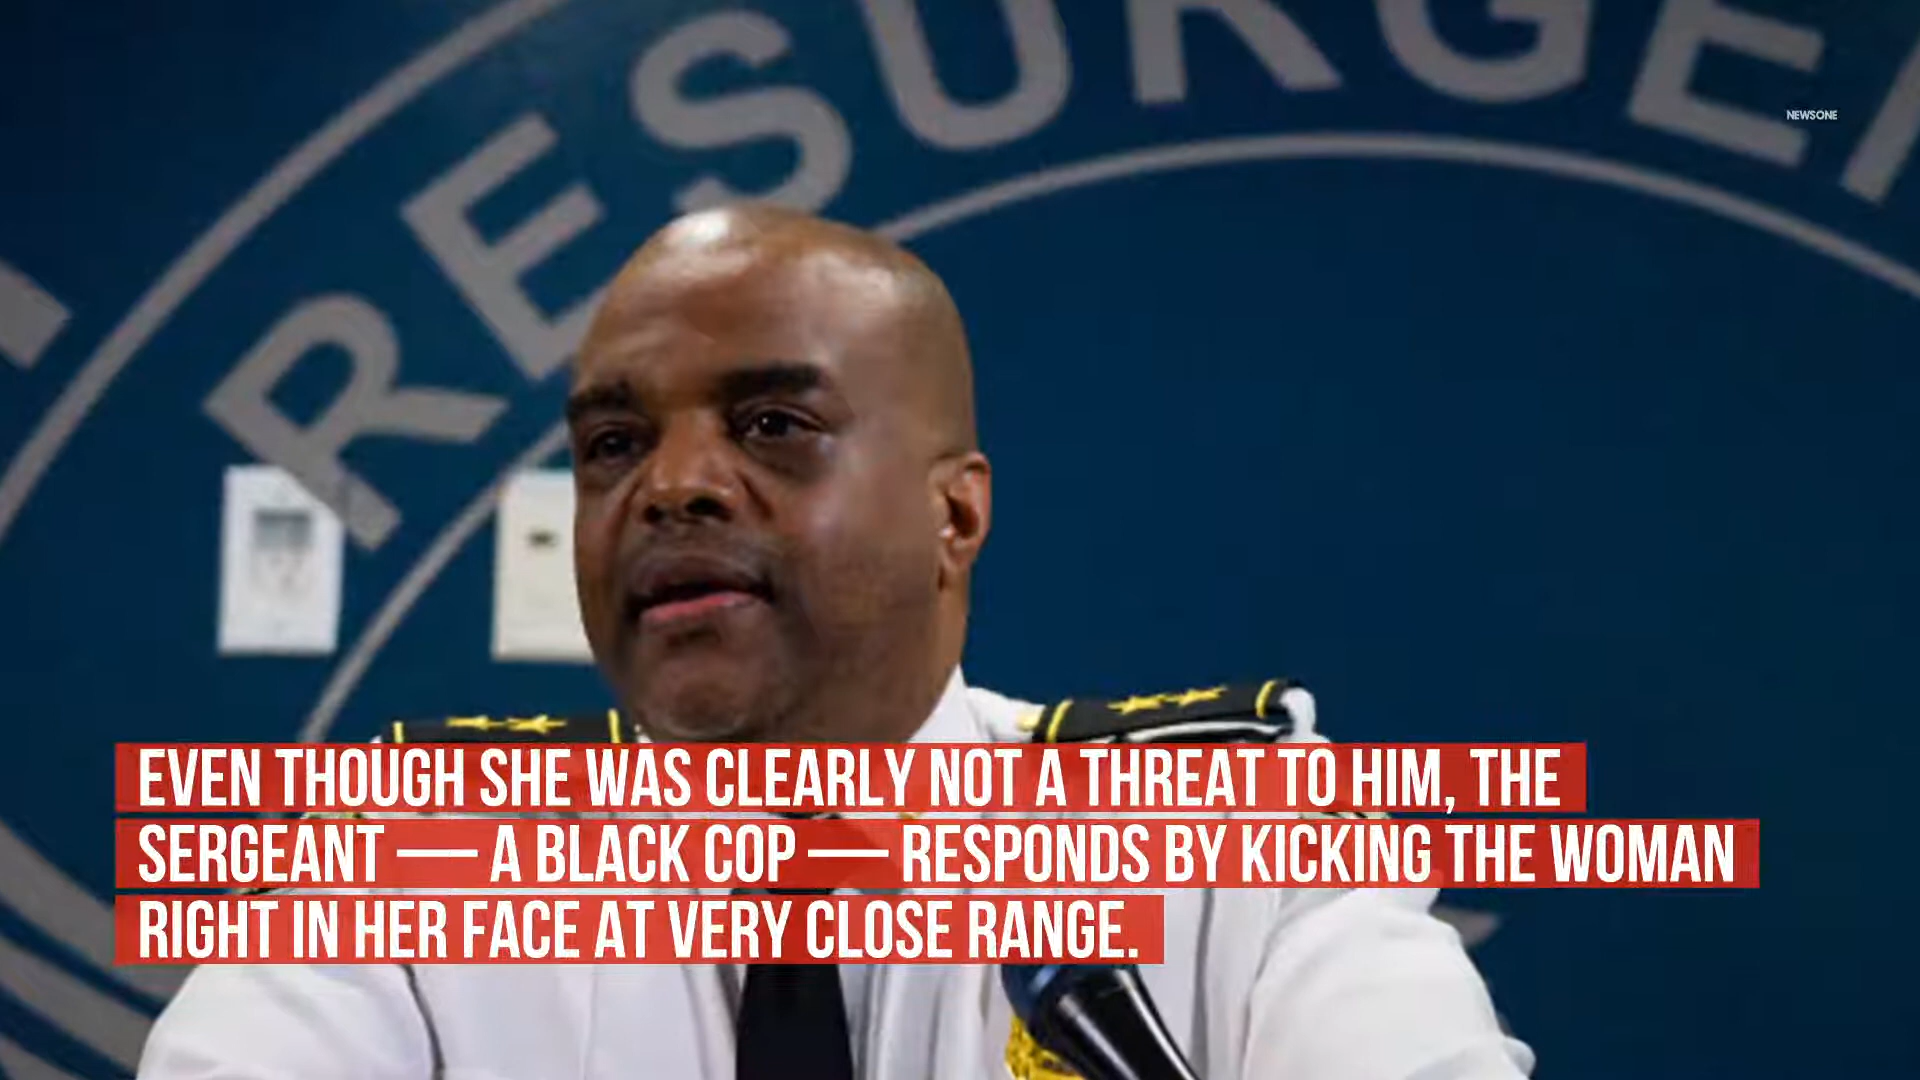 RESURGE
NEWSONE
EVEN THOUGH SHE WAS CLEARLY NOT A THREAT TO HIM, THE
SERGEANT — A BLACK COP — RESPONDS BY KICKING THE WOMAN
RIGHT IN HER FACE AT VERY CLOSE RANGE.